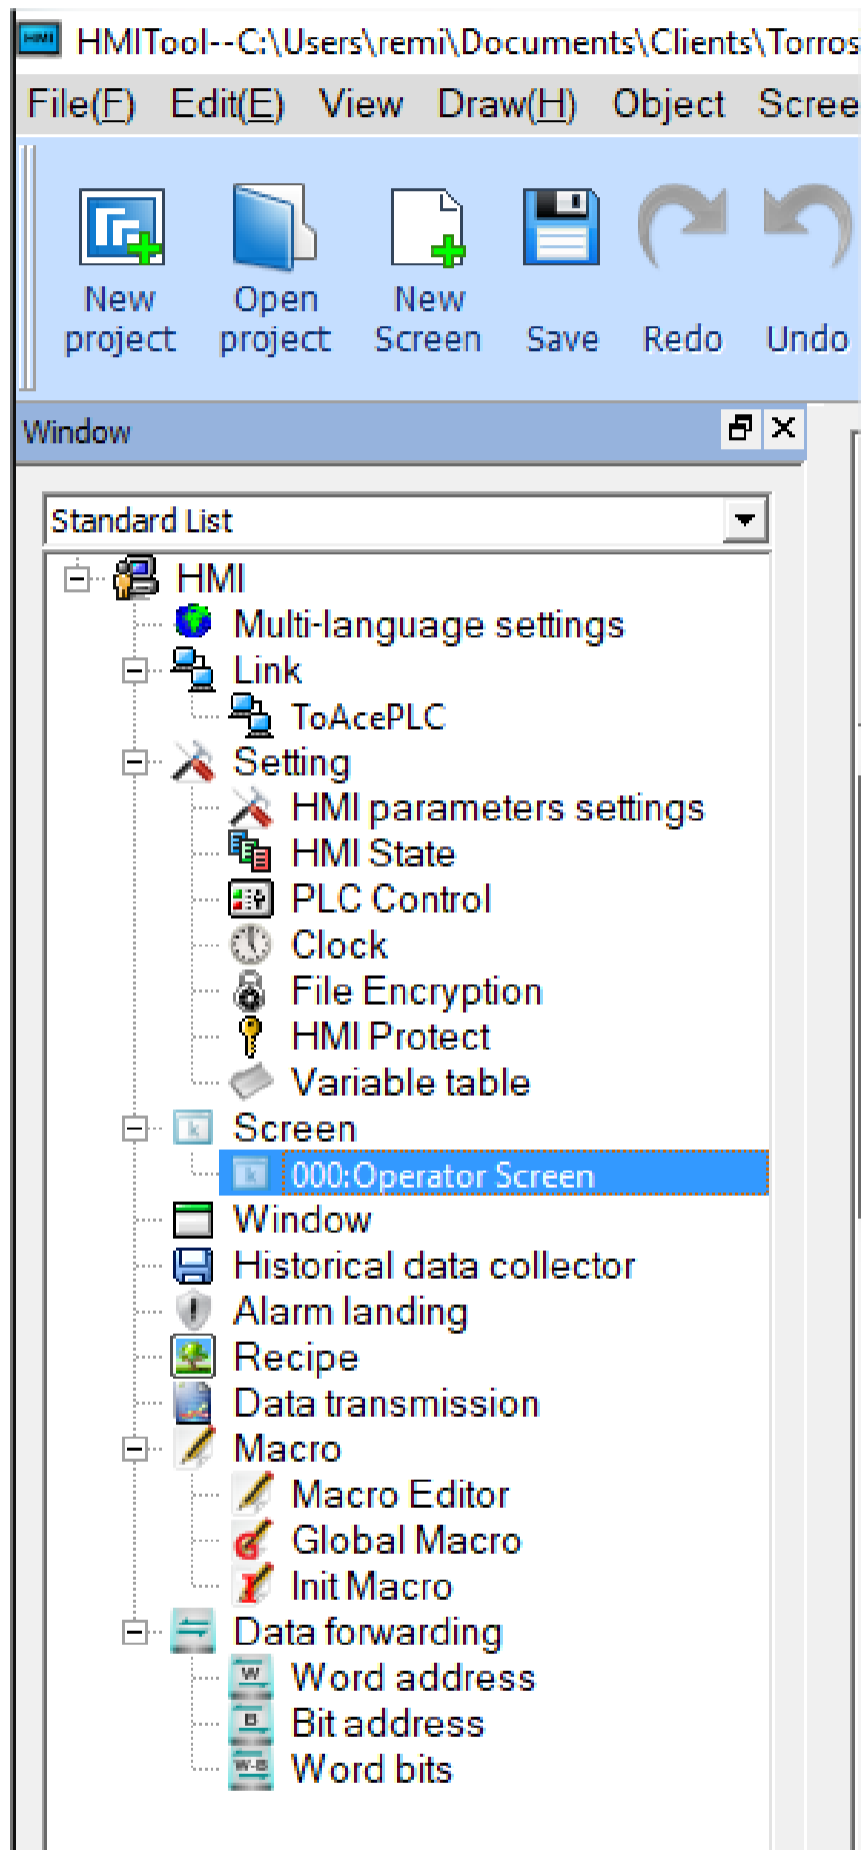 HMITool--C:\Users\remi\Documents\Clients\Torros
File(F) Edit(E) View Draw(H) Object Scree
New project
Open project
New Screen
Save
Redo
Undo
Window
Standard List
HMI
Multi-language settings
Link
ToAcePLC
Setting
HMI parameters settings
HMI State
PLC Control
Clock
File Encryption
HMI Protect
Variable table
Screen
000:Operator Screen
Window
Historical data collector
Alarm landing
Recipe
Data transmission
Macro
Macro Editor
Global Macro
Init Macro
Data forwarding
Word address
Bit address
Word bits